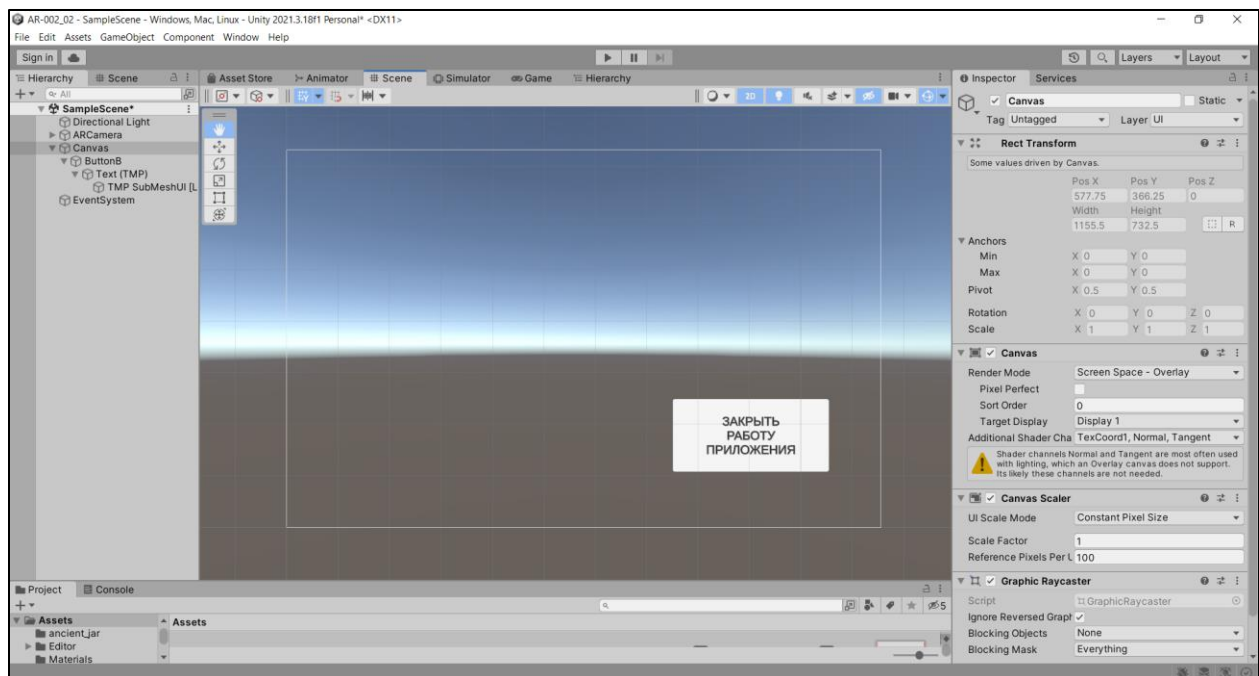 AR-002_02 - SampleScene - Windows, Mac, Linux - Unity 2021.3.18f1 Personal* <DX11>
File Edit Assets GameObject Component Window Help
Sign in
Layers
Layout
Hierarchy
Scene
All
SampleScene*
Directional Light
ARCamera
Canvas
ButtonB
Text (TMP)
TMP SubMeshUI [L
EventSystem
Asset Store
Animator
Scene
Simulator
Game
Hierarchy
2D
ЗАКРЫТЬ
РАБОТУ
ПРИЛОЖЕНИЯ
Inspector
Services
Canvas
Static
Tag Untagged
Layer UI
Rect Transform
Some values driven by Canvas.
Pos X Pos Y Pos Z
577.75 366.25 0
Width Height
1155.5 732.5
R
Anchors
Min X 0 Y 0
Max X 0 Y 0
Pivot X 0.5 Y 0.5
Rotation X 0 Y 0 Z 0
Scale X 1 Y 1 Z 1
Canvas
Render Mode Screen Space - Overlay
Pixel Perfect
Sort Order 0
Target Display Display 1
Additional Shader Cha TexCoord1, Normal, Tangent
Shader channels Normal and Tangent are most often used
with lighting, which an Overlay canvas does not support.
Its likely these channels are not needed.
Canvas Scaler
UI Scale Mode Constant Pixel Size
Scale Factor 1
Reference Pixels Per U 100
Graphic Raycaster
Script GraphicRaycaster
Ignore Reversed Graph
Blocking Objects None
Blocking Mask Everything
Project
Console
5
Assets
ancient_jar
Editor
Materials
Assets